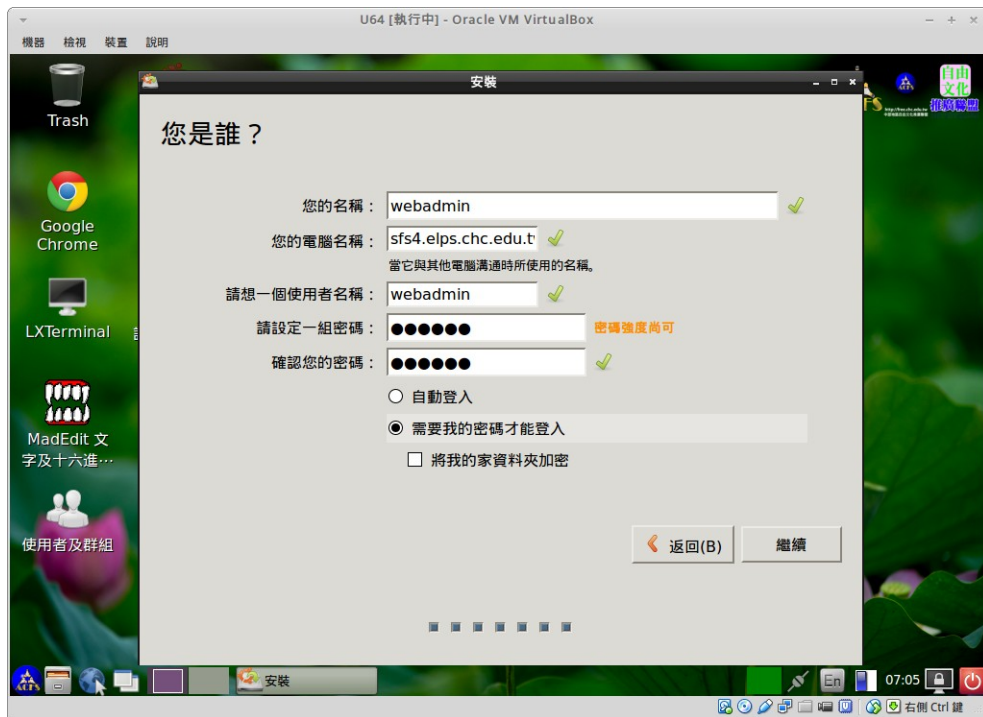 U64 [執行中] - Oracle VM VirtualBox
機器 檢視 裝置 說明
Trash
Google
Chrome
LXTerminal
MadEdit 文
字及十六進…
使用者及群組
自由
文化
推廣聯盟
ACFS
安裝
您是誰？
您的名稱： webadmin
您的電腦名稱： sfs4.elps.chc.edu.t
當它與其他電腦溝通時所使用的名稱。
請想一個使用者名稱： webadmin
請設定一組密碼： ●●●●●● 密碼強度尚可
確認您的密碼： ●●●●●●
自動登入
需要我的密碼才能登入
將我的家資料夾加密
返回(B) 繼續
ACFS 安裝 En 07:05
右側 Ctrl 鍵